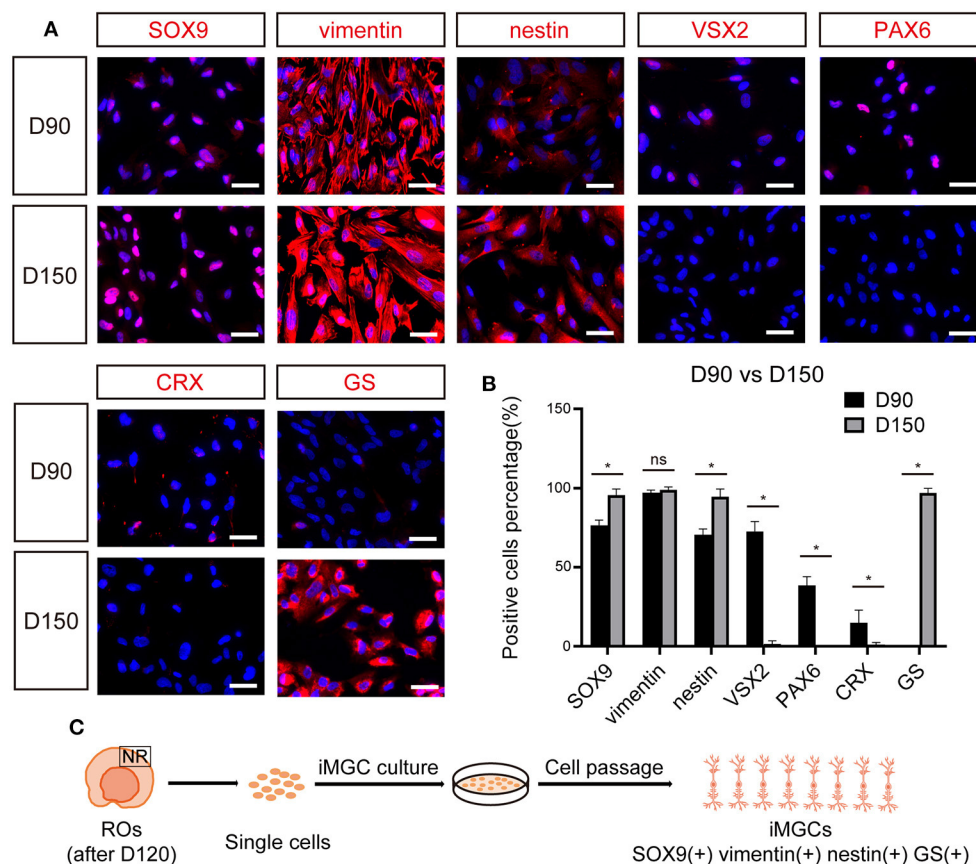 A
SOX9 vimentin nestin VSX2 PAX6
D90
D150
CRX GS
D90
D150
B
D90 vs D150
D90
D150
Positive cells percentage(%)
150
100
50
0
* ns * * * * *
SOX9 vimentin nestin VSX2 PAX6 CRX GS
C
NR
iMGC culture
Cell passage
ROs
(after D120)
Single cells
iMGCs
SOX9(+) vimentin(+) nestin(+) GS(+)